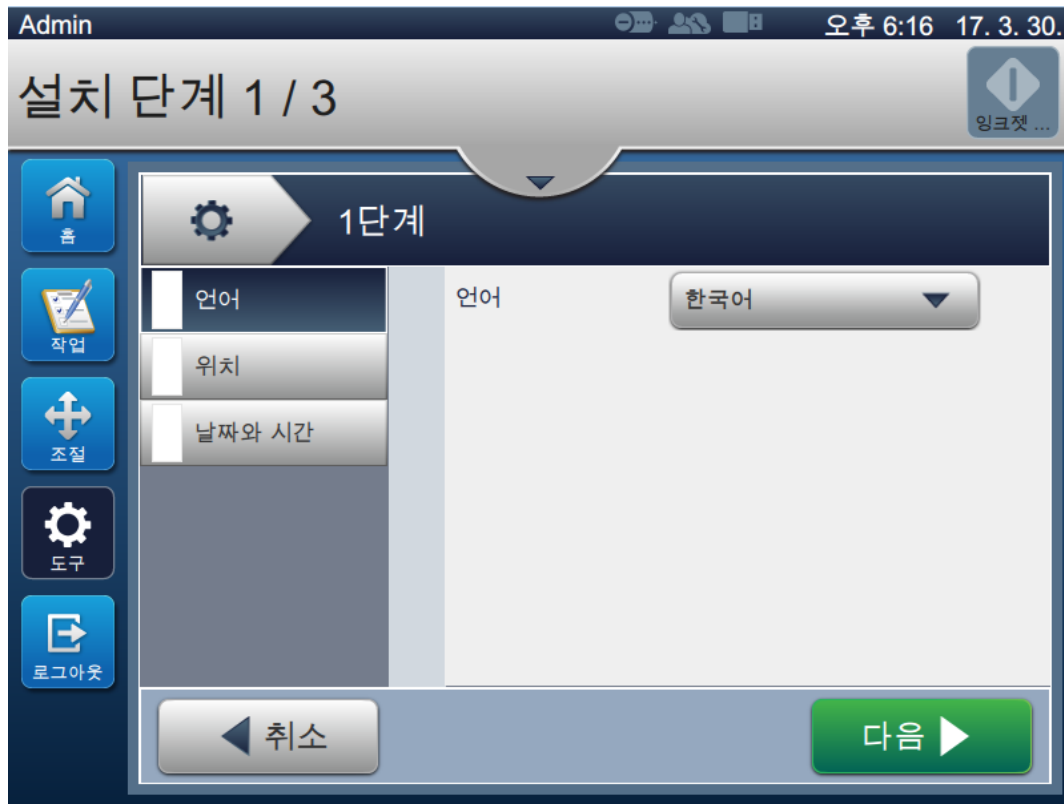 Admin
오후 6:16 17. 3. 30.
설치 단계 1 / 3
잉크젯 ...
홈
작업
조절
도구
로그아웃
1단계
언어
위치
날짜와 시간
언어
한국어
취소
다음